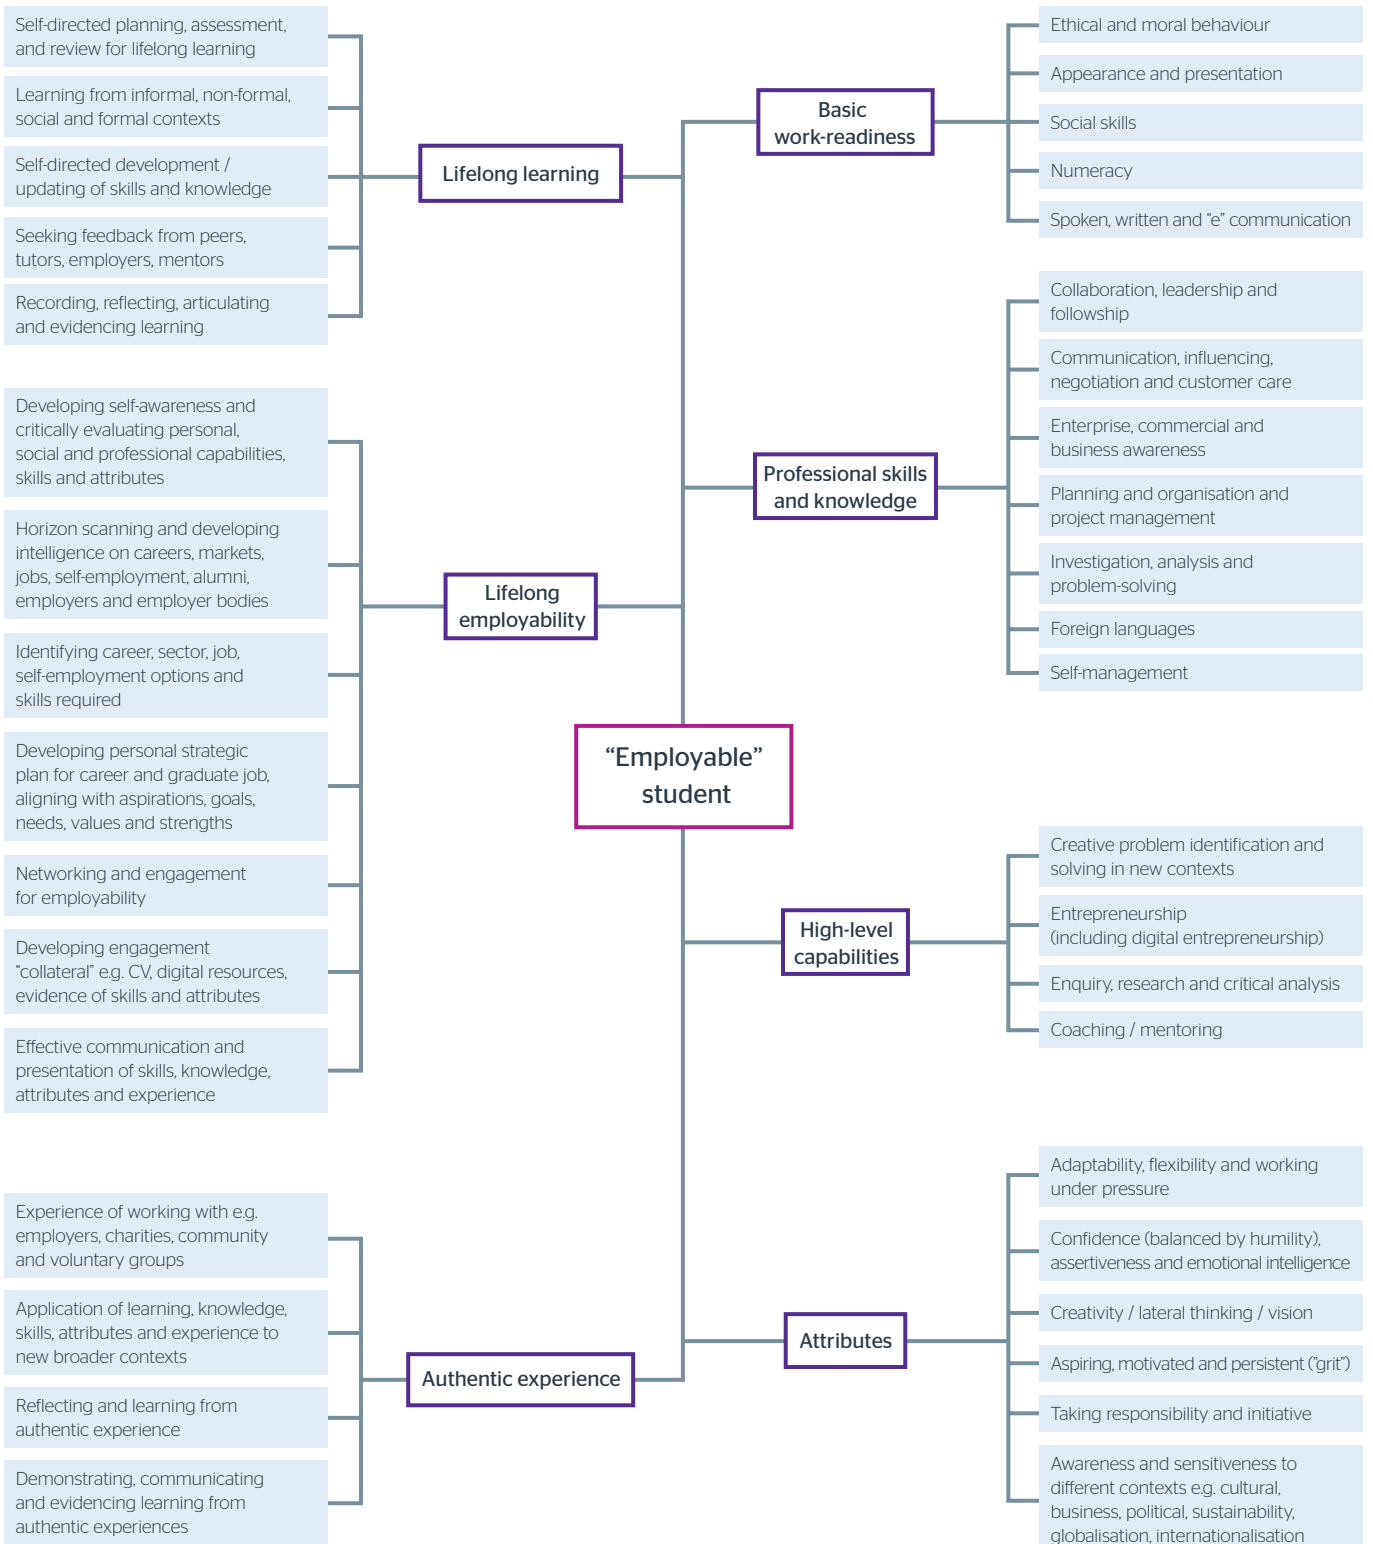 Self-directed planning, assessment,
and review for lifelong learning
Learning from informal, non-formal,
social and formal contexts
Self-directed development /
updating of skills and knowledge
Seeking feedback from peers,
tutors, employers, mentors
Recording, reflecting, articulating
and evidencing learning
Lifelong learning
Developing self-awareness and
critically evaluating personal,
social and professional capabilities,
skills and attributes
Horizon scanning and developing
intelligence on careers, markets,
jobs, self-employment, alumni,
employers and employer bodies
Identifying career, sector, job,
self-employment options and
skills required
Developing personal strategic
plan for career and graduate job,
aligning with aspirations, goals,
needs, values and strengths
Networking and engagement
for employability
Developing engagement
“collateral” e.g. CV, digital resources,
evidence of skills and attributes
Effective communication and
presentation of skills, knowledge,
attributes and experience
Lifelong
employability
Experience of working with e.g.
employers, charities, community
and voluntary groups
Application of learning, knowledge,
skills, attributes and experience to
new broader contexts
Reflecting and learning from
authentic experience
Demonstrating, communicating
and evidencing learning from
authentic experiences
Authentic experience
“Employable”
student
Basic
work-readiness
Ethical and moral behaviour
Appearance and presentation
Social skills
Numeracy
Spoken, written and “e” communication
Professional skills
and knowledge
Collaboration, leadership and
followship
Communication, influencing,
negotiation and customer care
Enterprise, commercial and
business awareness
Planning and organisation and
project management
Investigation, analysis and
problem-solving
Foreign languages
Self-management
High-level
capabilities
Creative problem identification and
solving in new contexts
Entrepreneurship
(including digital entrepreneurship)
Enquiry, research and critical analysis
Coaching / mentoring
Attributes
Adaptability, flexibility and working
under pressure
Confidence (balanced by humility),
assertiveness and emotional intelligence
Creativity / lateral thinking / vision
Aspiring, motivated and persistent (”grit”)
Taking responsibility and initiative
Awareness and sensitiveness to
different contexts e.g. cultural,
business, political, sustainability,
globalisation, internationalisation